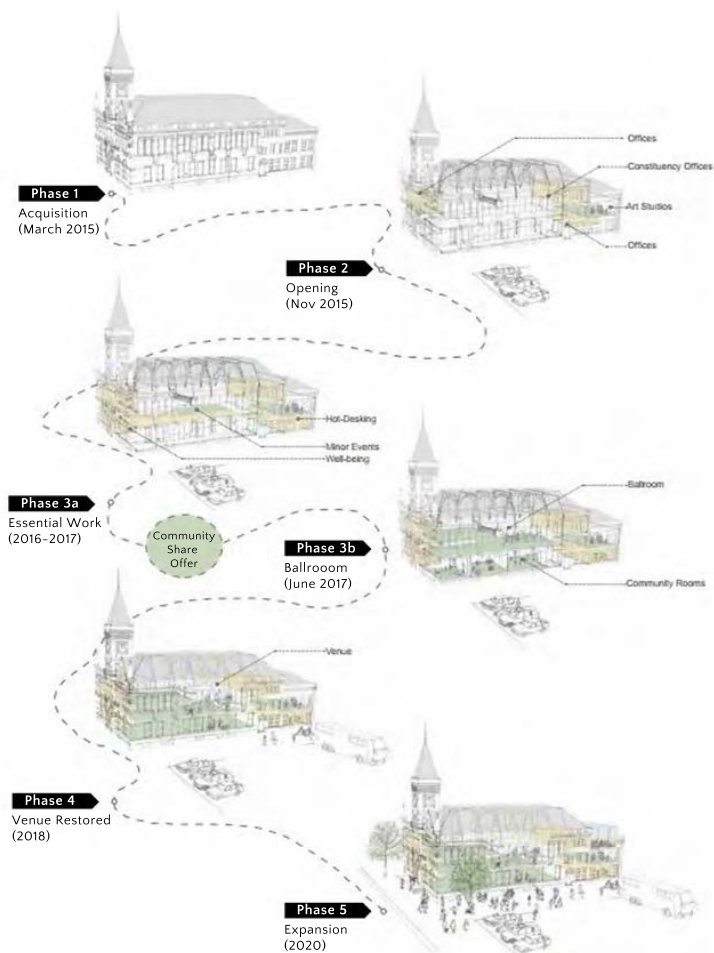 Phase 1
Acquisition
(March 2015)
Offices
Constituency Offices
Art Studios
Offices
Phase 2
Opening
(Nov 2015)
Hot-Desking
Minor Events
Well-being
Phase 3a
Essential Work
(2016-2017)
Community
Share
Offer
Phase 3b
Ballrooom
(June 2017)
Ballroom
Community Rooms
Venue
Phase 4
Venue Restored
(2018)
Phase 5
Expansion
(2020)